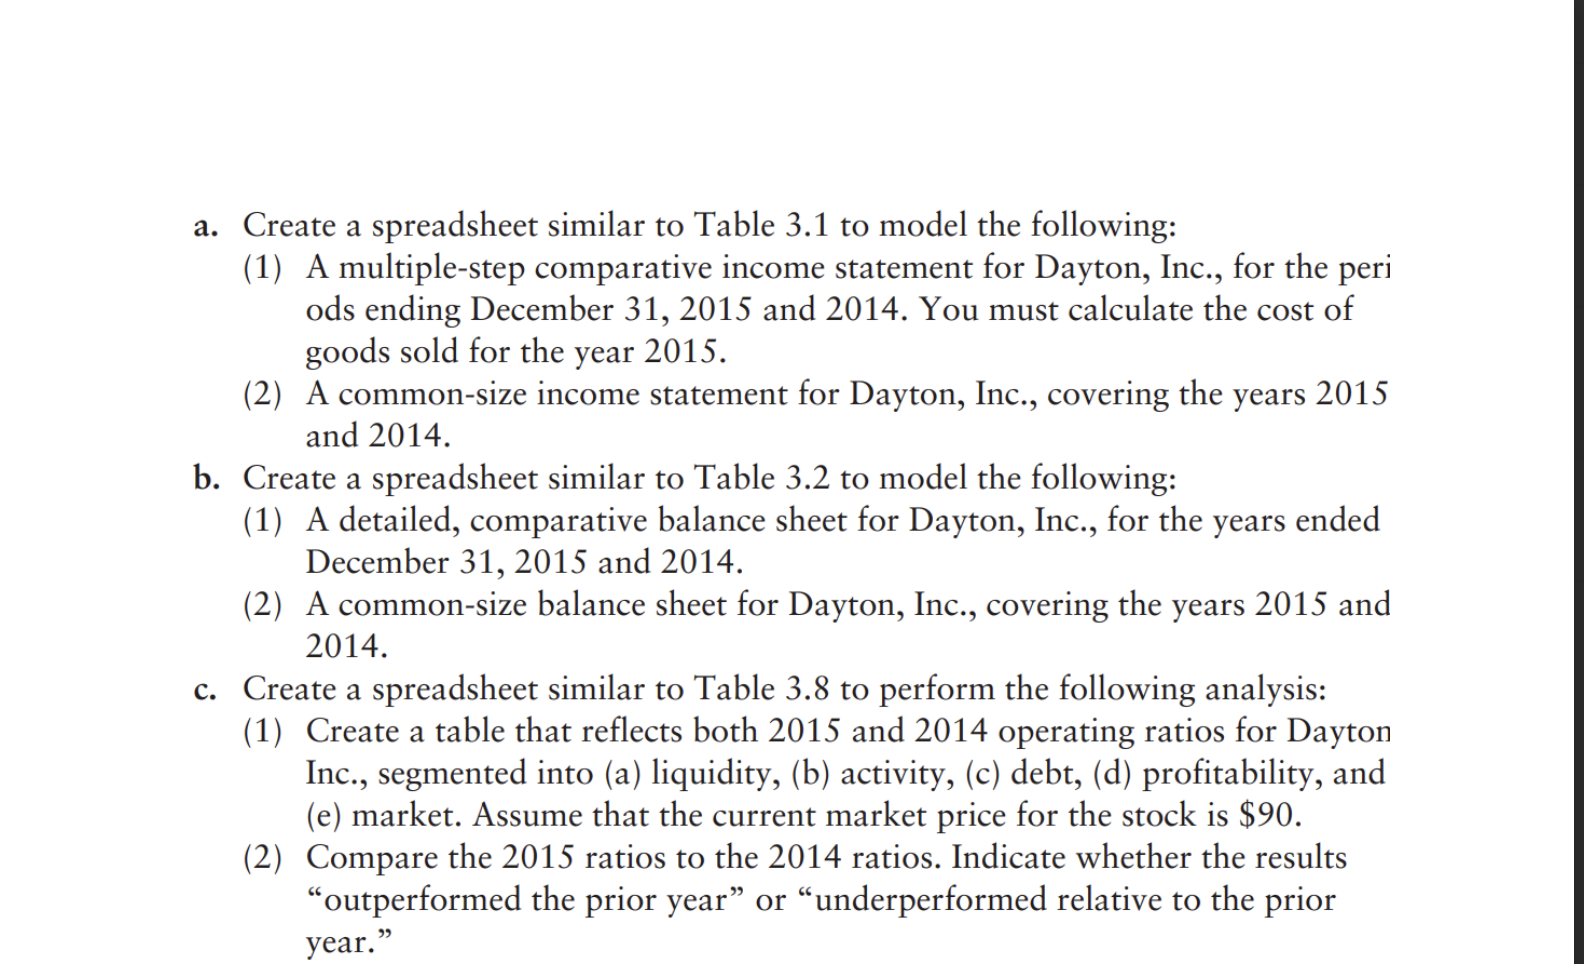 a. Create a spreadsheet similar to Table 3.1 to model the following:
(1) A multiple-step comparative income statement for Dayton, Inc., for the peri
ods ending December 31, 2015 and 2014. You must calculate the cost of
goods sold for the year 2015.
(2) A common-size income statement for Dayton, Inc., covering the years 2015
and 2014.
b. Create a spreadsheet similar to Table 3.2 to model the following:
(1) A detailed, comparative balance sheet for Dayton, Inc., for the years ended
December 31, 2015 and 2014.
(2) A common-size balance sheet for Dayton, Inc., covering the years 2015 and
2014.
c. Create a spreadsheet similar to Table 3.8 to perform the following analysis:
(1) Create a table that reflects both 2015 and 2014 operating ratios for Dayton
Inc., segmented into (a) liquidity, (b) activity, (c) debt, (d) profitability, and
(e) market. Assume that the current market price for the stock is $90.
(2) Compare the 2015 ratios to the 2014 ratios. Indicate whether the results
“outperformed the prior year” or “underperformed relative to the prior
year.”